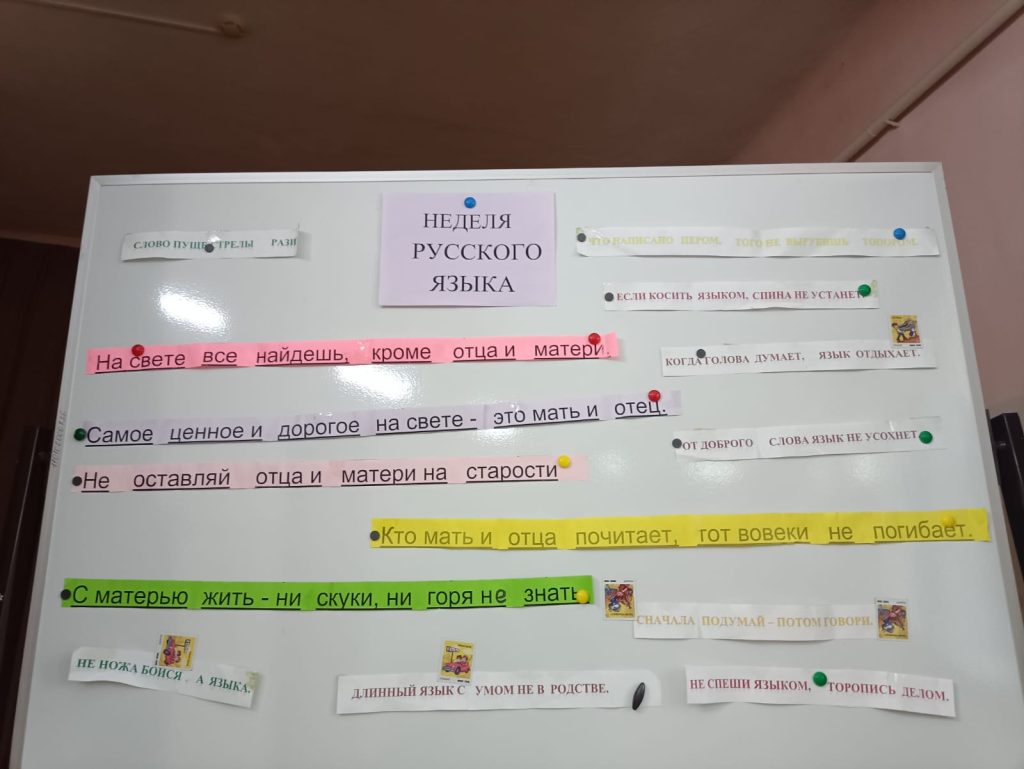 НЕДЕЛЯ
РУССКОГО
ЯЗЫКА
СЛОВО ПУЩЕ СТРЕЛЫ РАЗИ
ЧТО НАПИСАНО ПЕРОМ, ТОГО НЕ ВЫРУБИШЬ ТОПОРОМ.
ЕСЛИ КОСИТЬ ЯЗЫКОМ, СПИНА НЕ УСТАНЕТ
На свете все найдешь, кроме отца и матери.
КОГДА ГОЛОВА ДУМАЕТ, ЯЗЫК ОТДЫХАЕТ.
Самое ценное и дорогое на свете - это мать и отец.
ОТ ДОБРОГО СЛОВА ЯЗЫК НЕ УСОХНЕТ
Не оставляй отца и матери на старости
Кто мать и отца почитает, тот вовеки не погибает.
С матерью жить - ни скуки, ни горя не знать
СНАЧАЛА ПОДУМАЙ – ПОТОМ ГОВОРИ.
НЕ НОЖА БОЙСЯ , А ЯЗЫКА.
ДЛИННЫЙ ЯЗЫК С УМОМ НЕ В РОДСТВЕ.
НЕ СПЕШИ ЯЗЫКОМ, ТОРОПИСЬ ДЕЛОМ.